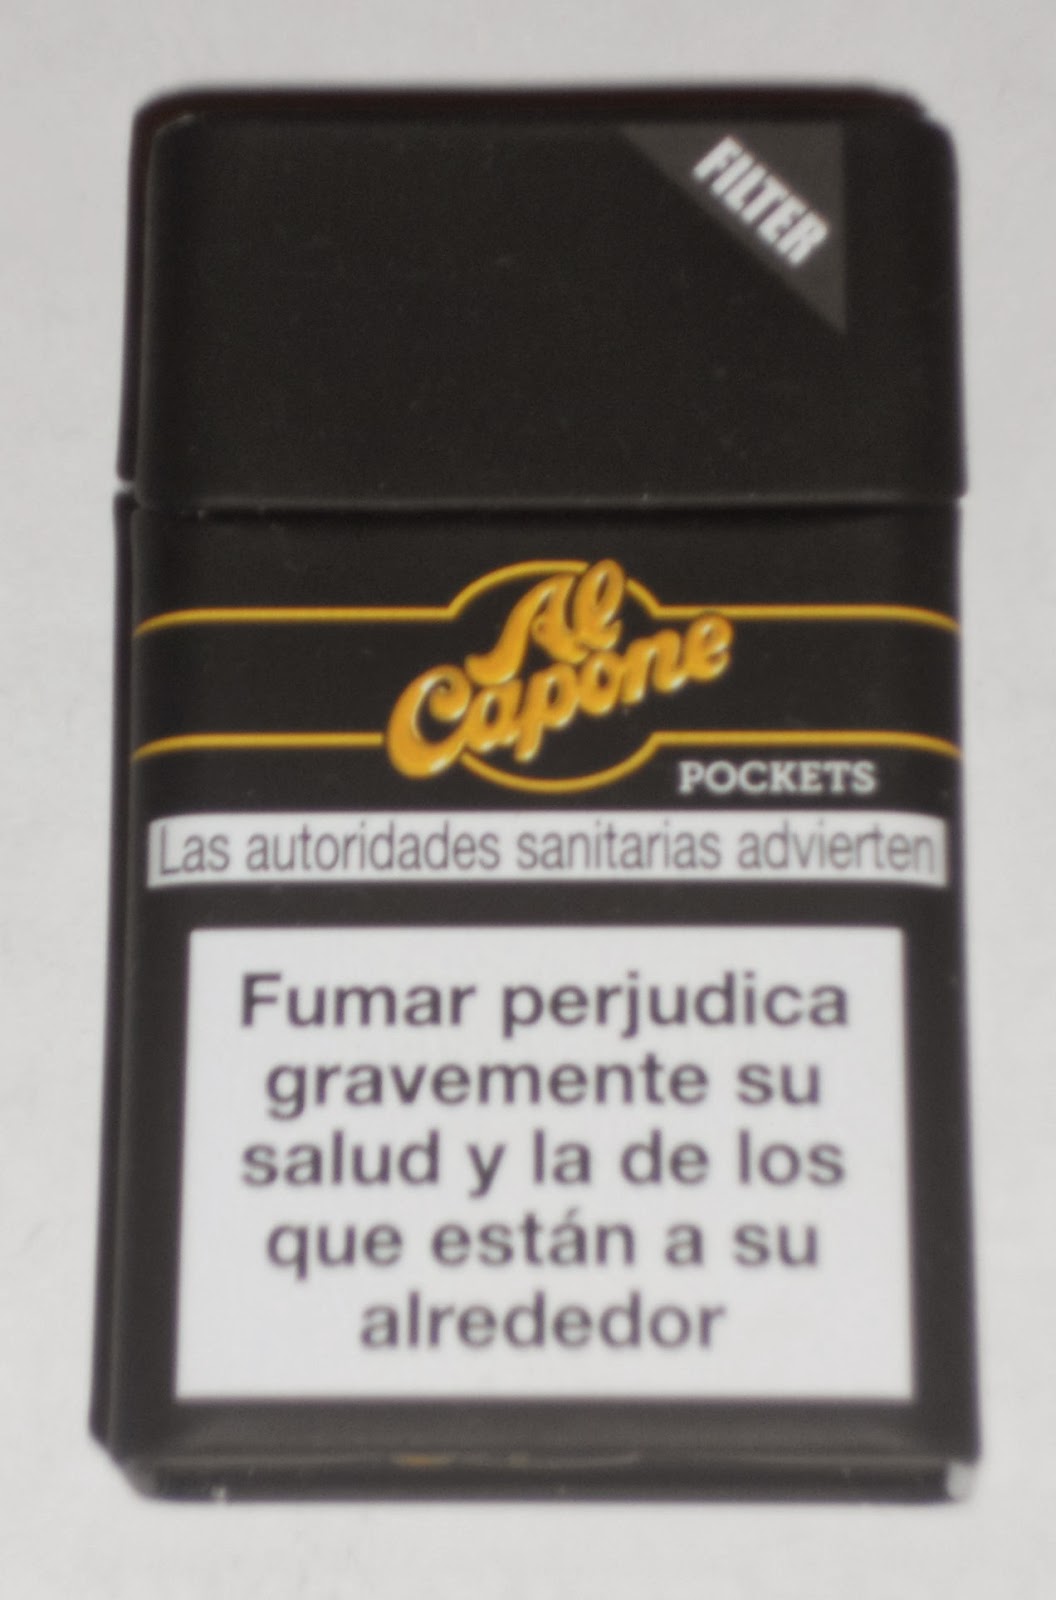 FILTER
Al
Capone
POCKETS
Las autoridades sanitarias advierten
Fumar perjudica
gravemente su
salud y la de los
que están a su
alrededor